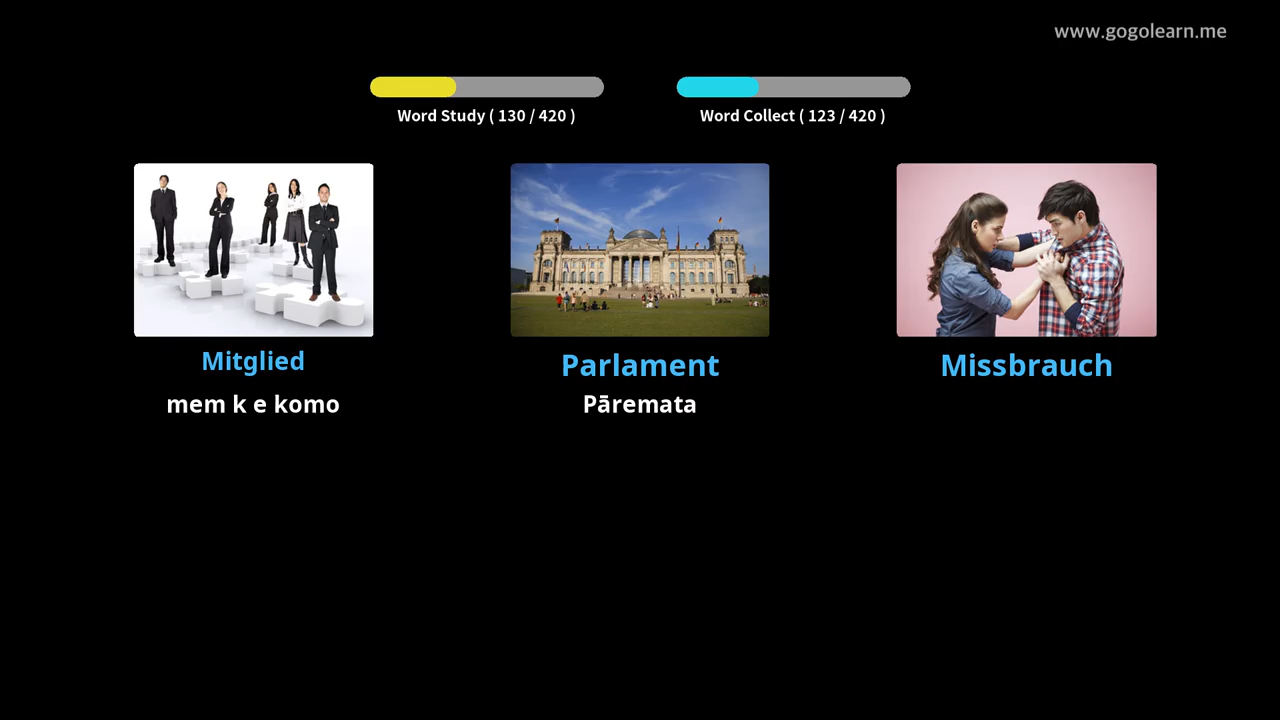 www.gogolearn.me
Word Study ( 130 / 420 )
Word Collect ( 123 / 420 )
Mitglied
Parlament
Missbrauch
mem k e komo
Pāremata